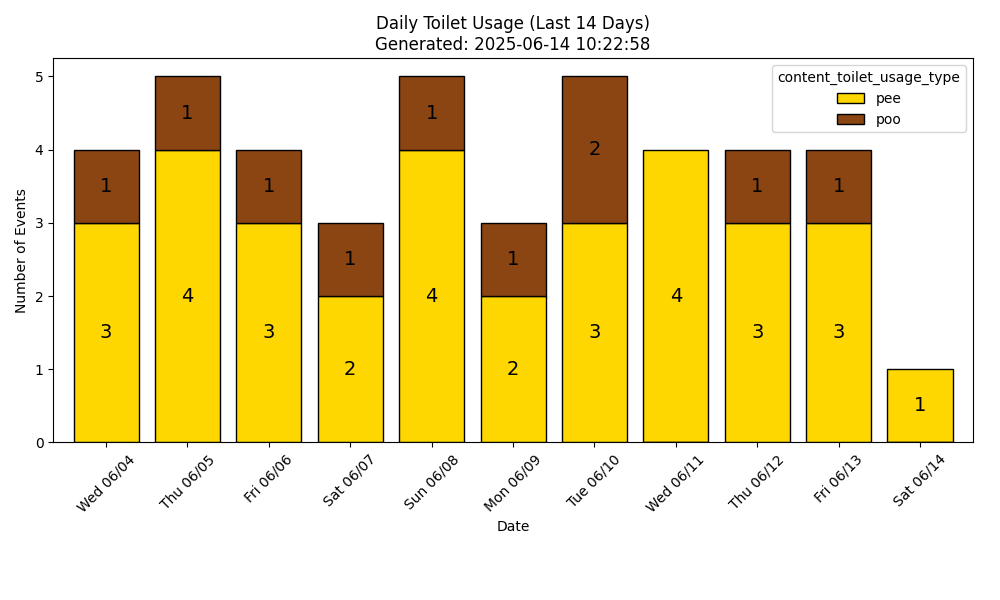 Daily Toilet Usage (Last 14 Days)
Generated: 2025-06-14 10:22:58
content_toilet_usage_type
pee
poo
Number of Events
5
4
3
2
1
0
1
1
1
1
1
1
2
1
1
3
4
3
2
4
2
3
4
3
3
1
Wed 06/04
Thu 06/05
Fri 06/06
Sat 06/07
Sun 06/08
Mon 06/09
Tue 06/10
Wed 06/11
Thu 06/12
Fri 06/13
Sat 06/14
Date